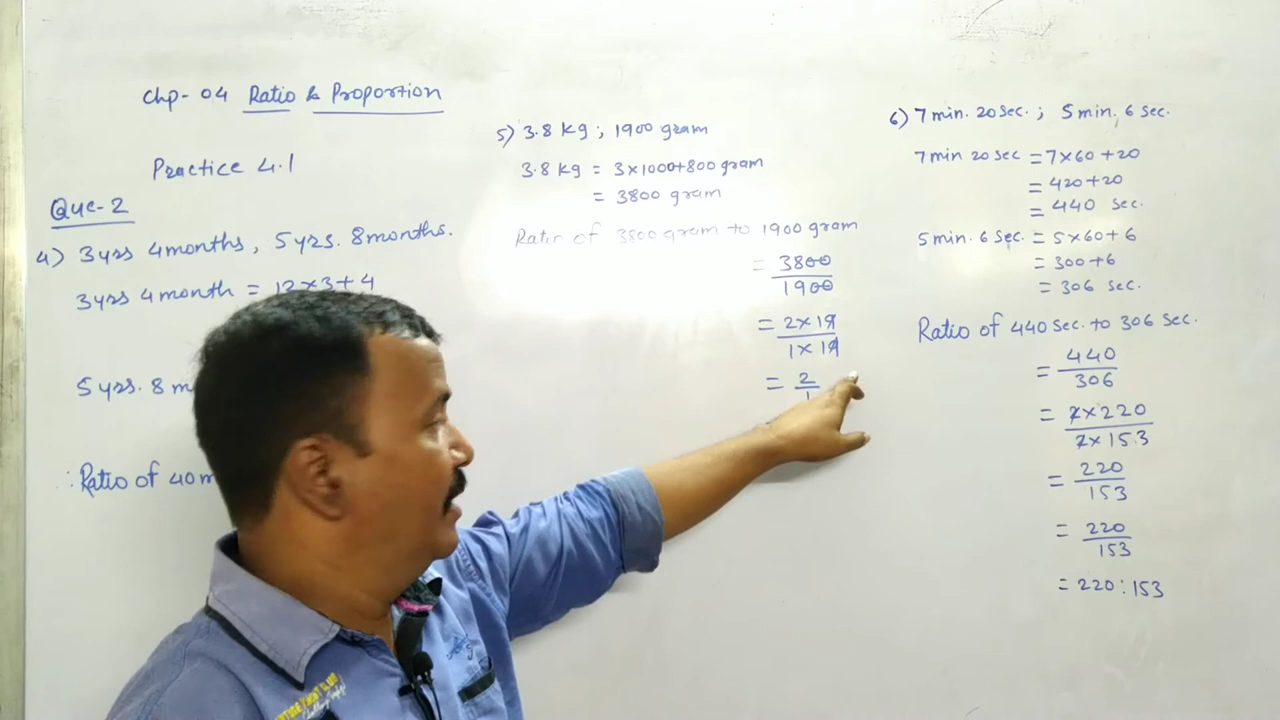 Chp- 04 Ratio & Proportion
Practice 4.1
Que-2
4) 3yrs 4months, 5yrs. 8months.
3yrs 4month = 12×3+4
5yrs. 8 m
∴ Ratio of 40 m
5) 3.8 kg ; 1900 gram
3.8 kg = 3×1000+800 gram
= 3800 gram
Ratio of 3800 gram to 1900 gram
= 3800
1900
= 2×19
1×19
= 2
1
6) 7 min. 20 sec. ; 5 min. 6 sec.
7 min 20 sec = 7×60+20
= 420+20
= 440 sec.
5 min. 6 sec. = 5×60+6
= 300+6
= 306 sec.
Ratio of 440 sec. to 306 sec.
= 440
306
= 2×220
2×153
= 220
153
= 220
153
= 220:153